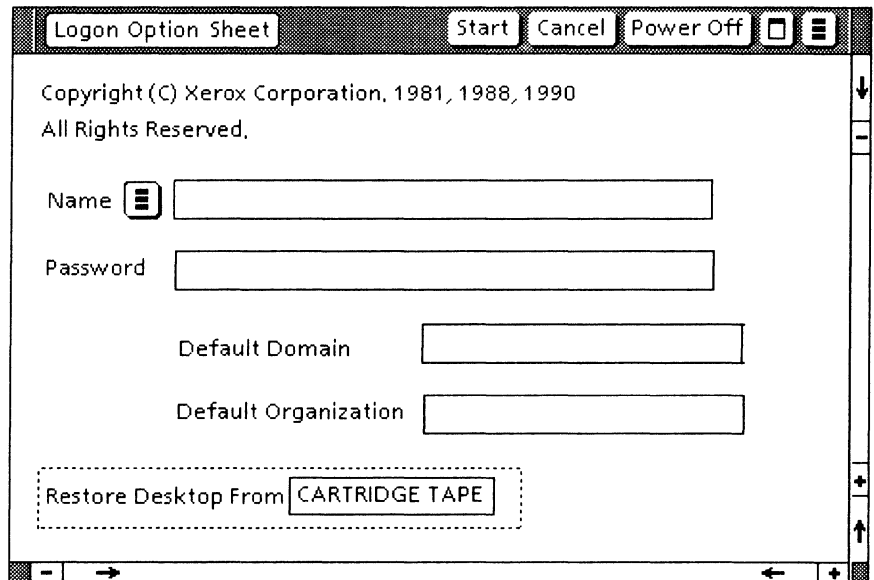 Logon Option Sheet Start Cancel Power Off
Copyright (C) Xerox Corporation, 1981, 1988, 1990
All Rights Reserved.
Name
Password
Default Domain
Default Organization
Restore Desktop From CARTRIDGE TAPE